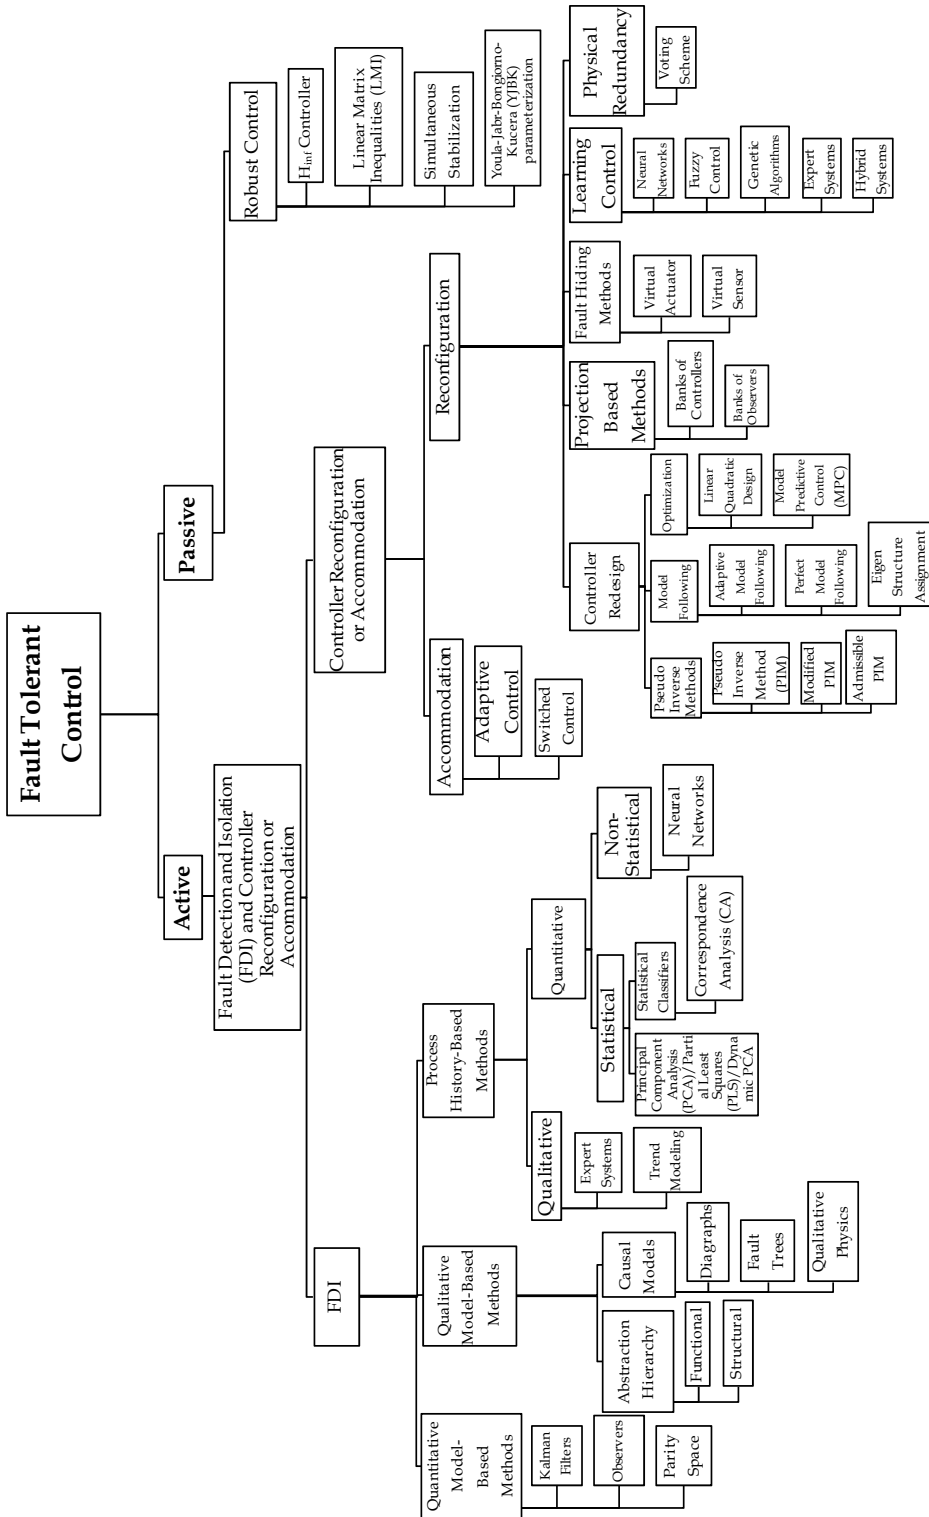 Fault Tolerant
Control
Active
Passive
Fault Detection and Isolation
(FDI) and Controller
Reconfiguration or
Accommodation
Robust Control
H inf Controller
Linear Matrix
Inequalities (LMI)
Simultaneous
Stabilization
Youla-Jabr-Bongiorno-
Kucera (YJBK)
parameterization
FDI
Controller Reconfiguration
or Accommodation
Quantitative
Model-
Based
Methods
Kalman
Filters
Observers
Parity
Space
Qualitative
Model-Based
Methods
Abstraction
Hierarchy
Functional
Structural
Causal
Models
Diagraphs
Fault
Trees
Qualitative
Physics
Process
History-Based
Methods
Qualitative
Expert
Systems
Trend
Modeling
Quantitative
Statistical
Principal
Component
Analysis
(PCA)/Parti
al Least
Squares
(PLS)/Dyna
mic PCA
Statistical
Classifiers
Correspondence
Analysis (CA)
Non-
Statistical
Neural
Networks
Accommodation
Adaptive
Control
Switched
Control
Reconfiguration
Controller
Redesign
Pseudo
Inverse
Methods
Pseudo
Inverse
Method
(PIM)
Modified
PIM
Admissible
PIM
Model
Following
Adaptive
Model
Following
Perfect
Model
Following
Eigen
Structure
Assignment
Optimization
Linear
Quadratic
Design
Model
Predictive
Control
(MPC)
Projection
Based
Methods
Banks of
Controllers
Banks of
Observers
Fault Hiding
Methods
Virtual
Actuator
Virtual
Sensor
Learning
Control
Neural
Networks
Fuzzy
Control
Genetic
Algorithms
Expert
Systems
Hybrid
Systems
Physical
Redundancy
Voting
Scheme